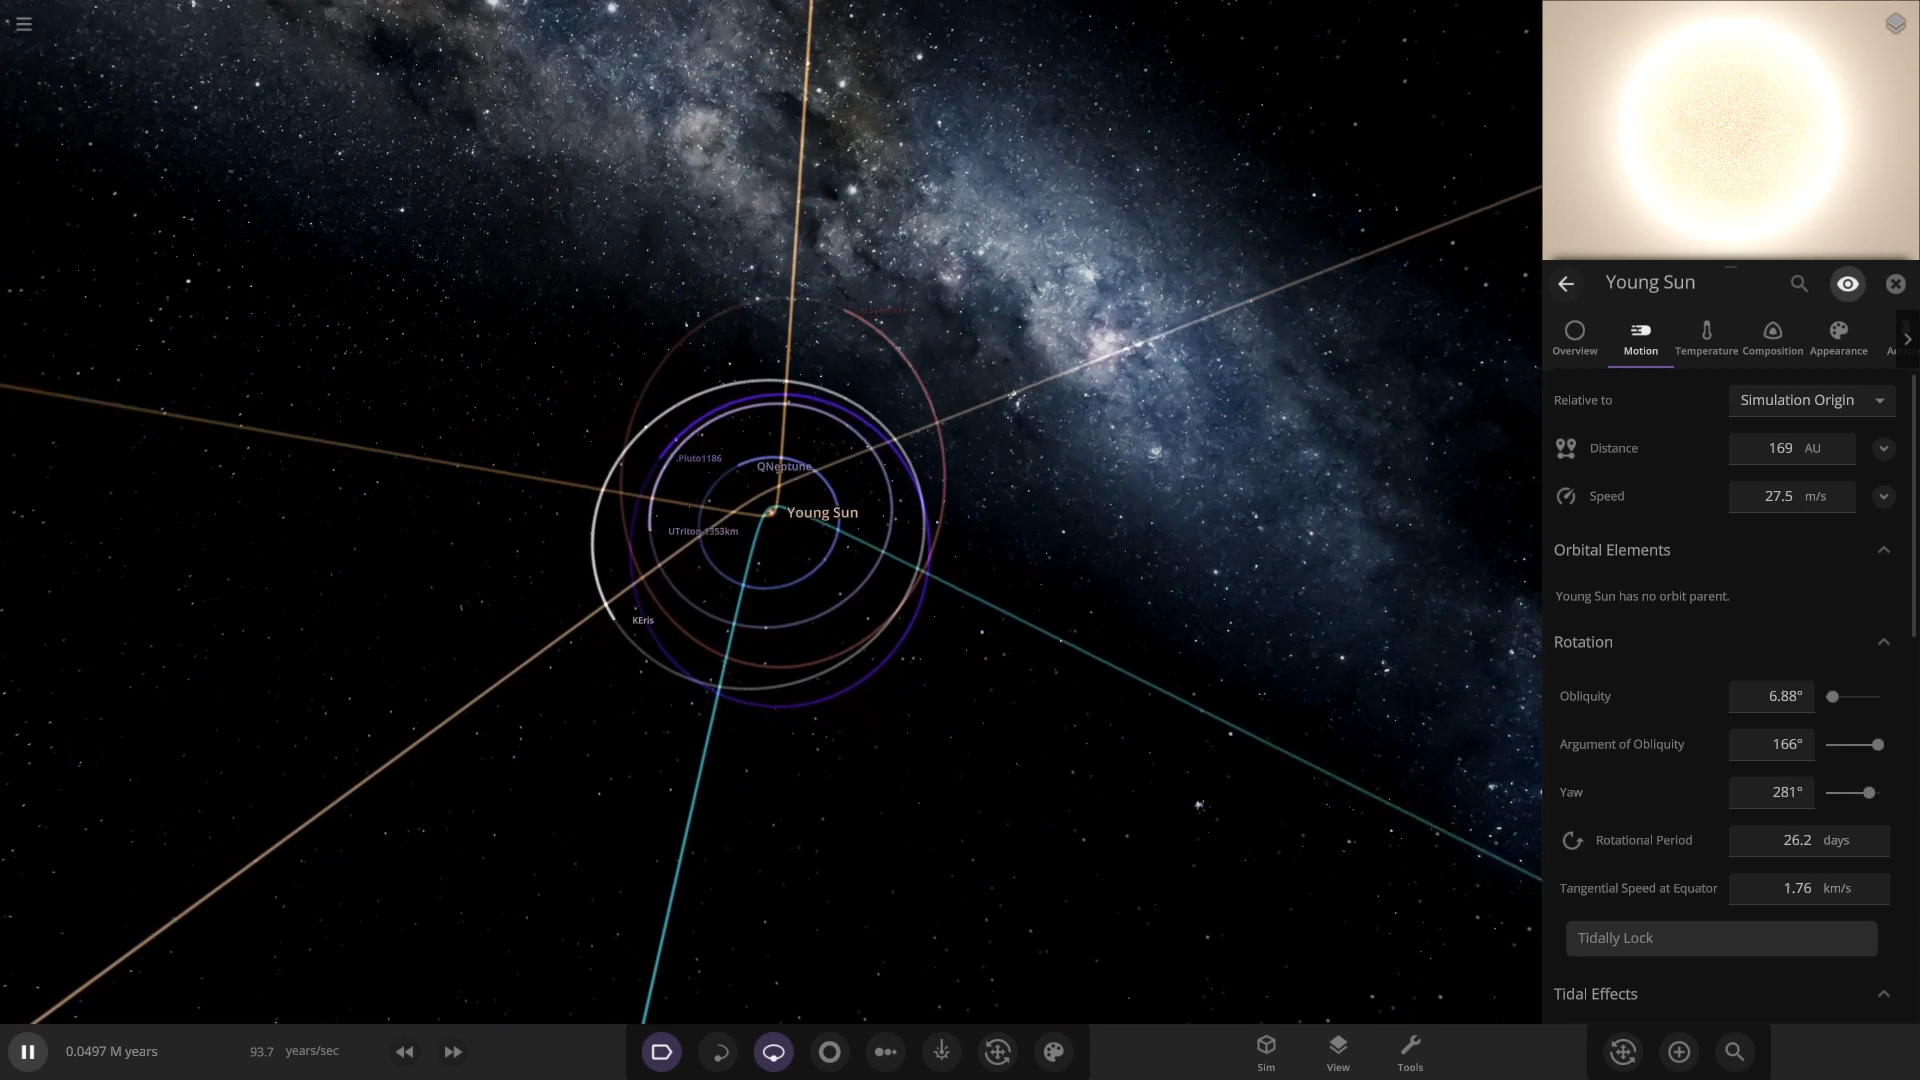 Makemake
.Pluto1186
QNeptune
Young Sun
UTriton-1353km
KEris
Young Sun
Overview
Motion
Temperature
Composition
Appearance
Relative to
Simulation Origin
Distance
169 AU
Speed
27.5 m/s
Orbital Elements
Young Sun has no orbit parent.
Rotation
Obliquity
6.88°
Argument of Obliquity
166°
Yaw
281°
Rotational Period
26.2 days
Tangential Speed at Equator
1.76 km/s
Tidally Lock
Tidal Effects
0.0497 M years
93.7 years/sec
Sim
View
Tools